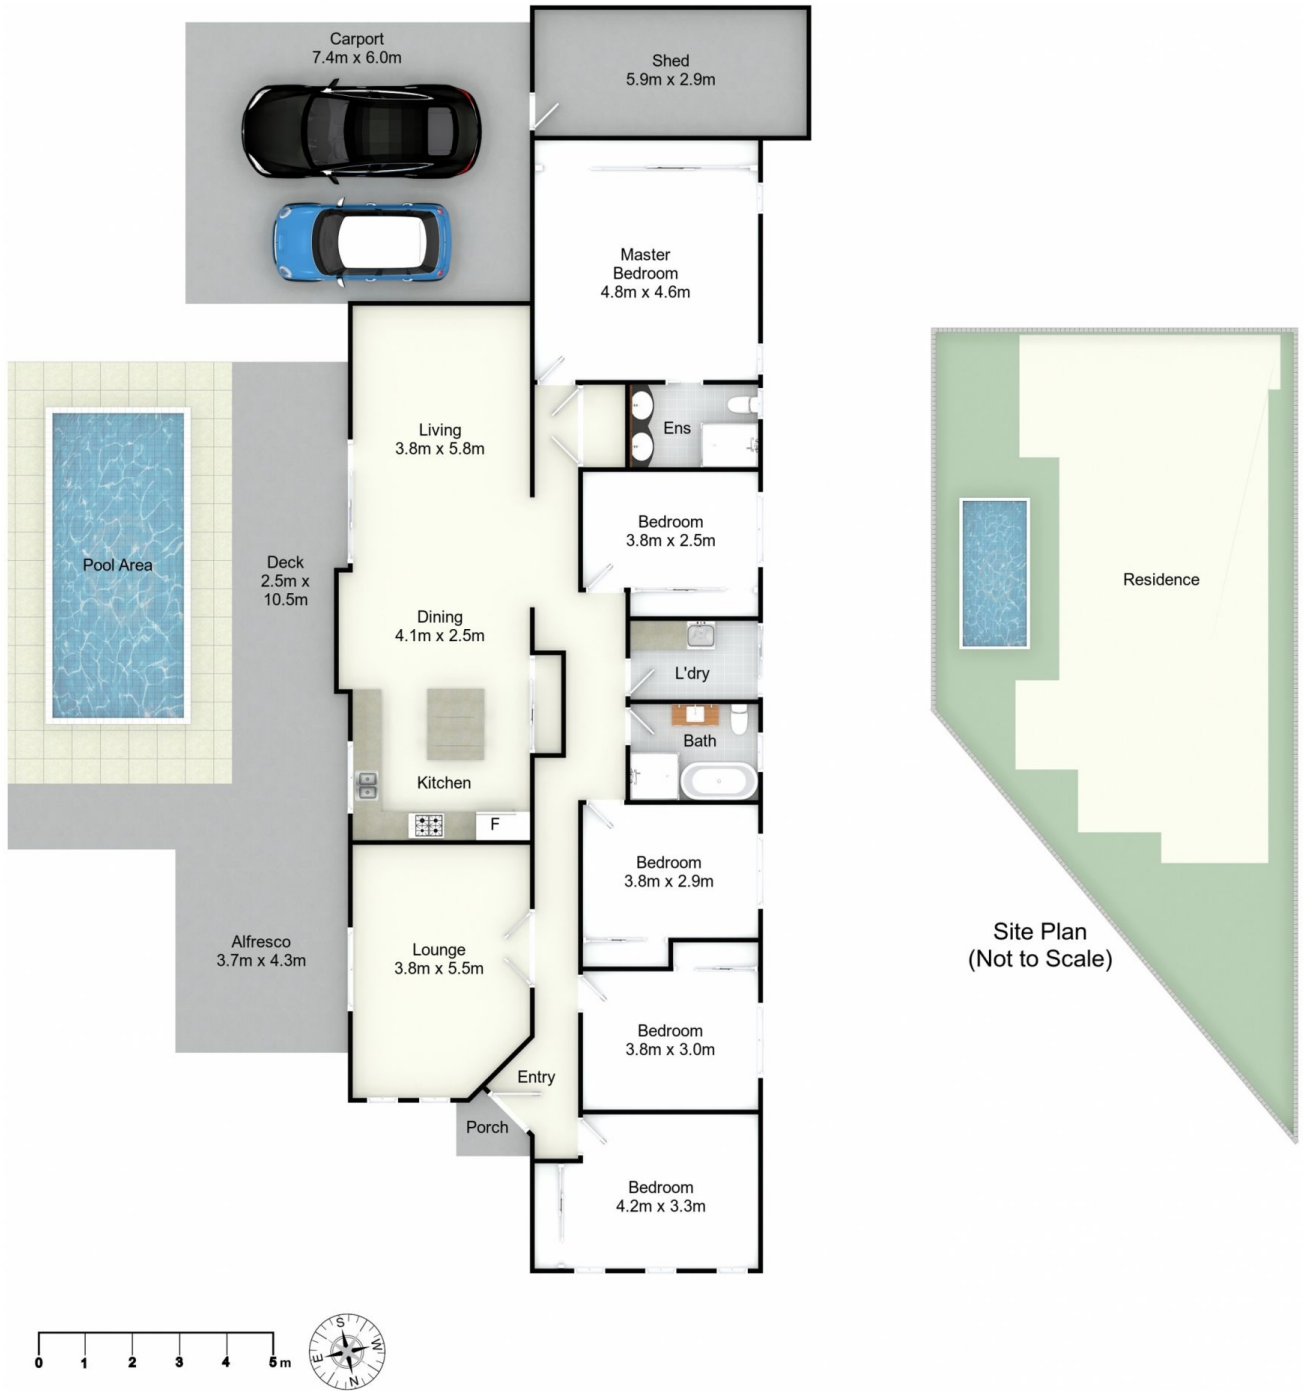 Carport
7.4m x 6.0m
Shed
5.9m x 2.9m
Master
Bedroom
4.8m x 4.6m
Living
3.8m x 5.8m
Ens
Bedroom
3.8m x 2.5m
Pool Area
Deck
2.5m x
10.5m
Dining
4.1m x 2.5m
L'dry
Bath
Kitchen
F
Bedroom
3.8m x 2.9m
Alfresco
3.7m x 4.3m
Lounge
3.8m x 5.5m
Bedroom
3.8m x 3.0m
Entry
Porch
Bedroom
4.2m x 3.3m
Residence
Site Plan
(Not to Scale)
0 1 2 3 4 5 m
S
W
E
N